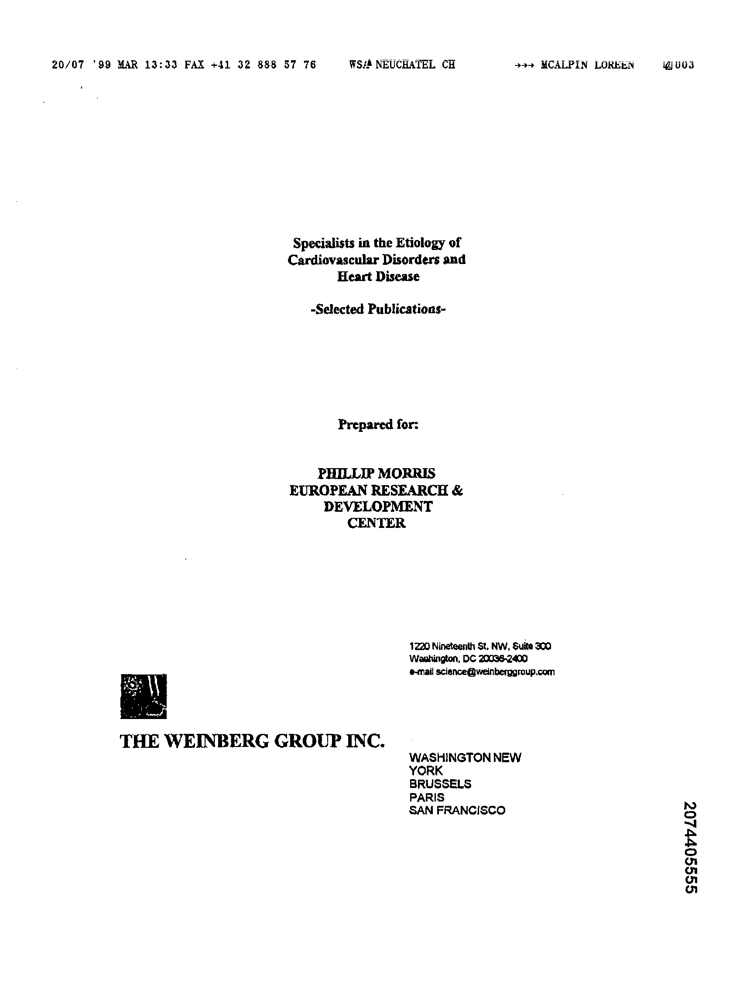 20/07 '99 MAR 13:33 FAX +41 32 888 57 76 WSA NEUCHATEL CH →→→ MCALPIN LOREEN 003
Specialists in the Etiology of
Cardiovascular Disorders and
Heart Disease
-Selected Publications-
Prepared for:
PHILLIP MORRIS
EUROPEAN RESEARCH &
DEVELOPMENT
CENTER
1220 Nineteenth St, NW, Suite 300
Washington, DC 20036-2400
e-mail science@weinberggroup.com
THE WEINBERG GROUP INC.
WASHINGTON NEW
YORK
BRUSSELS
PARIS
SAN FRANCISCO
2074405555